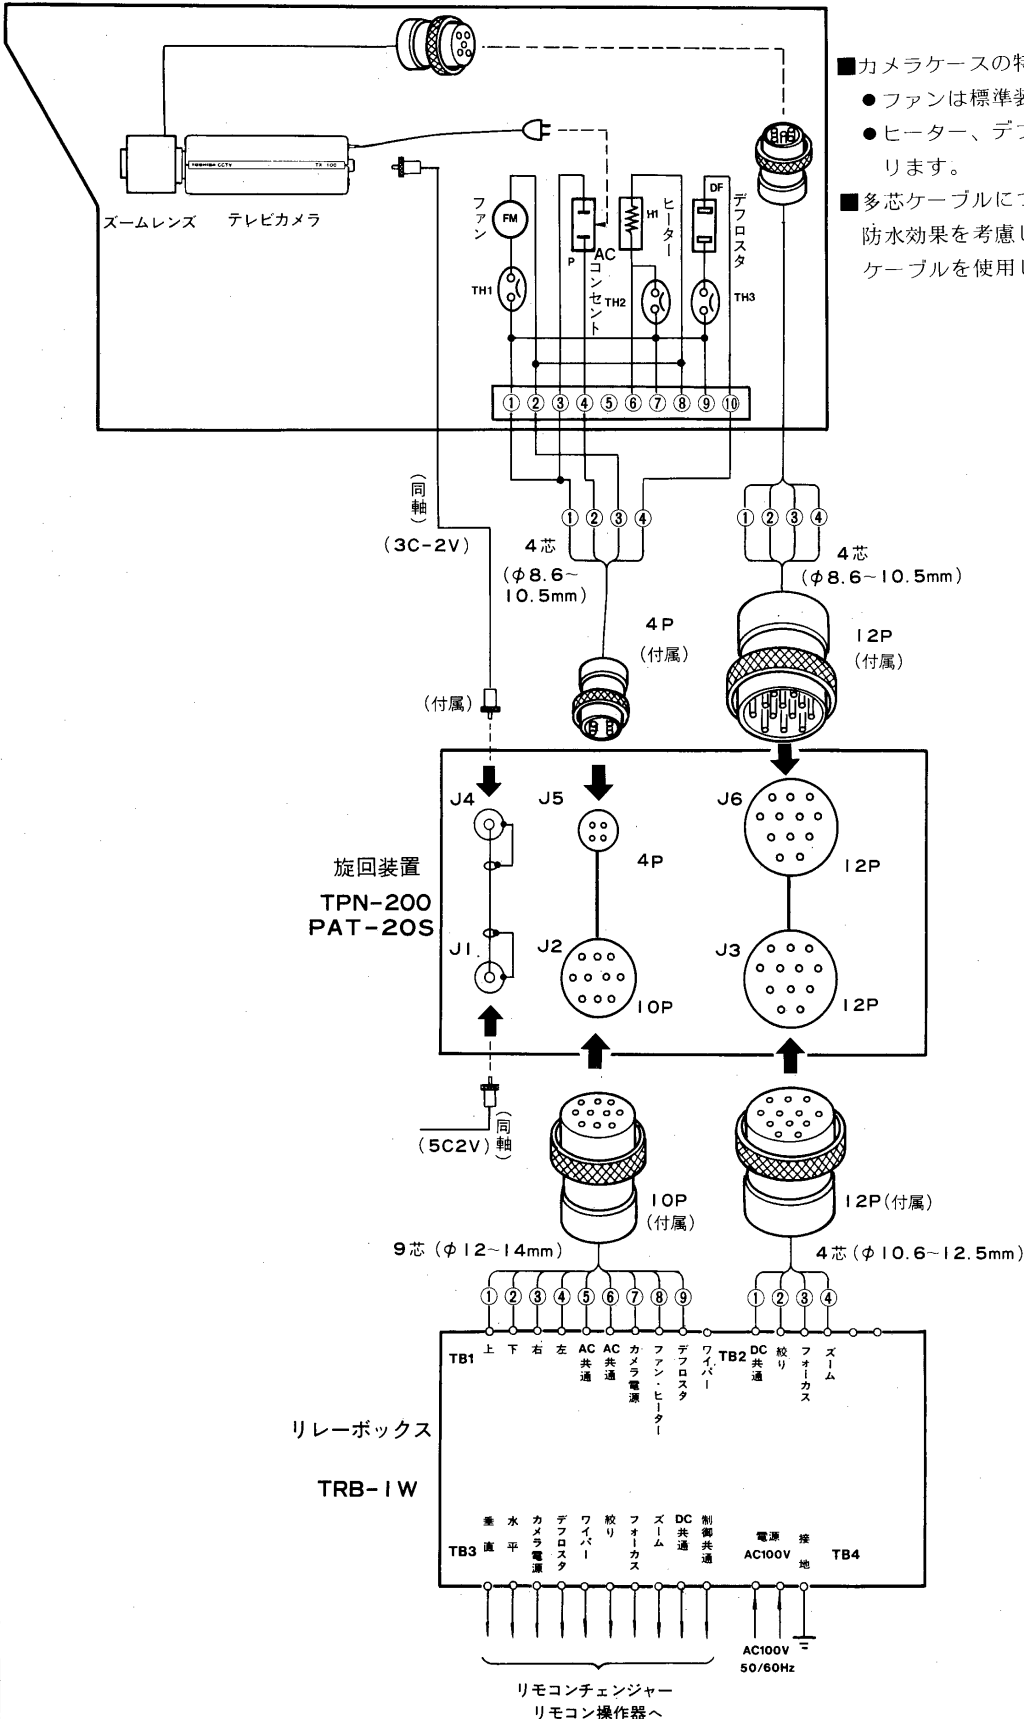 ■カメラケースの特
●ファンは標準装
●ヒーター、デフ
ります。
■多芯ケーブルにつ
防水効果を考慮し
ケーブルを使用し
TOSHIBA CCTV TX 100
ズームレンズ
テレビカメラ
ファン
FM
TH1
P
ACコンセント
H1
ヒーター
TH2
DF
デフロスタ
TH3
① ② ③ ④ ⑤ ⑥ ⑦ ⑧ ⑨ ⑩
(同軸)
(3C-2V)
① ② ③ ④
4芯
(φ8.6~
10.5mm)
① ② ③ ④
4芯
(φ8.6~10.5mm)
4P
(付属)
12P
(付属)
(付属)
J4
J5
4P
J6
12P
旋回装置
TPN-200
PAT-20S
J1
J2
10P
J3
12P
(5C2V)
(同軸)
10P
(付属)
12P(付属)
9芯 (φ12~14mm)
4芯 (φ10.6~12.5mm)
① ② ③ ④ ⑤ ⑥ ⑦ ⑧ ⑨
① ② ③ ④
TB1
上
下
右
左
AC共通
AC共通
カメラ電源
ファン・ヒーター
デフロスタ
ワイパー
TB2
DC共通
絞り
フォーカス
ズーム
リレーボックス
TRB-1W
TB3
垂直
水平
カメラ電源
デフロスタ
ワイパー
絞り
フォーカス
ズーム
DC共通
制御共通
電源
AC100V
接地
TB4
AC100V
50/60Hz
リモコンチェンジャー
リモコン操作器へ